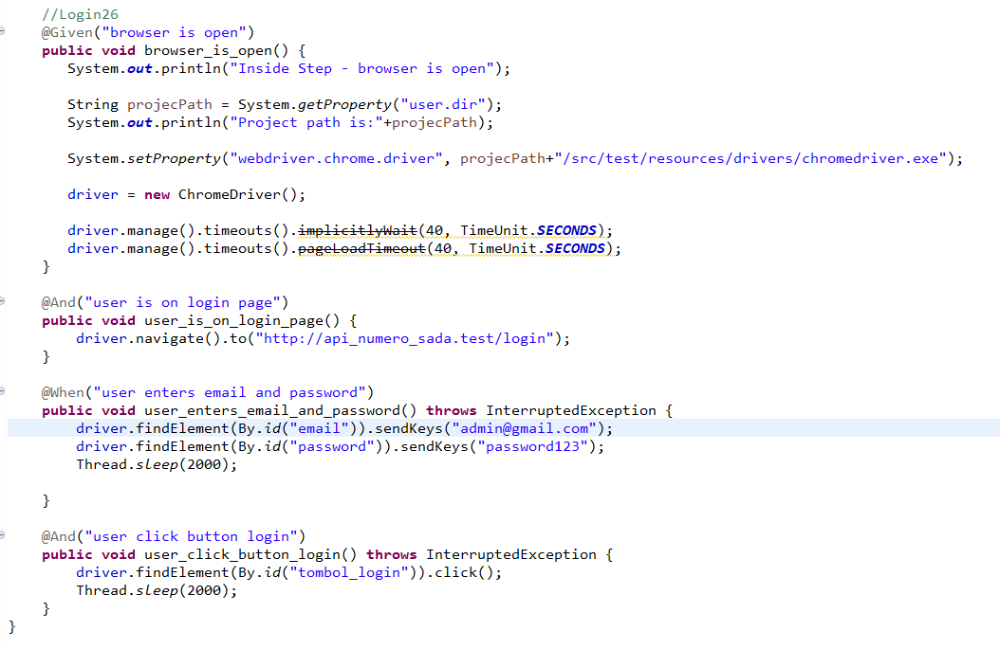 //Login26
@Given("browser is open")
public void browser_is_open() {
System.out.println("Inside Step - browser is open");
String projecPath = System.getProperty("user.dir");
System.out.println("Project path is:"+projecPath);
System.setProperty("webdriver.chrome.driver", projecPath+"/src/test/resources/drivers/chromedriver.exe");
driver = new ChromeDriver();
driver.manage().timeouts().implicitlyWait(40, TimeUnit.SECONDS);
driver.manage().timeouts().pageLoadTimeout(40, TimeUnit.SECONDS);
}
@And("user is on login page")
public void user_is_on_login_page() {
driver.navigate().to("http://api_numero_sada.test/login");
}
@When("user enters email and password")
public void user_enters_email_and_password() throws InterruptedException {
driver.findElement(By.id("email")).sendKeys("admin@gmail.com");
driver.findElement(By.id("password")).sendKeys("password123");
Thread.sleep(2000);
}
@And("user click button login")
public void user_click_button_login() throws InterruptedException {
driver.findElement(By.id("tombol_login")).click();
Thread.sleep(2000);
}
}